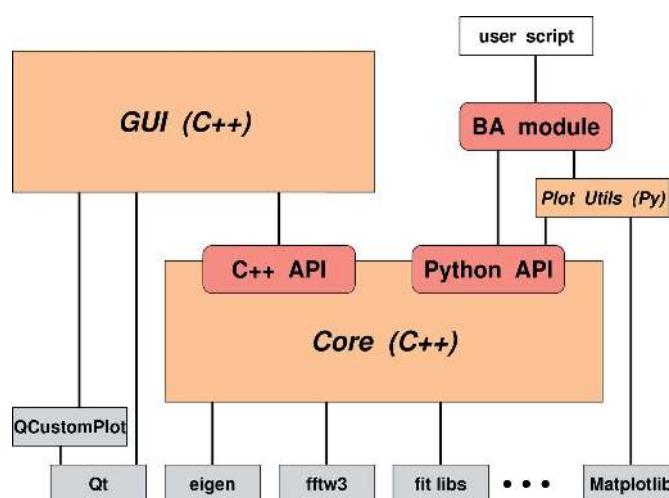 user script
GUI (C++)
BA module
Plot Utils (Py)
C++ API
Python API
Core (C++)
QCustomPlot
Qt
eigen
fftw3
fit libs
• • •
Matplotlib